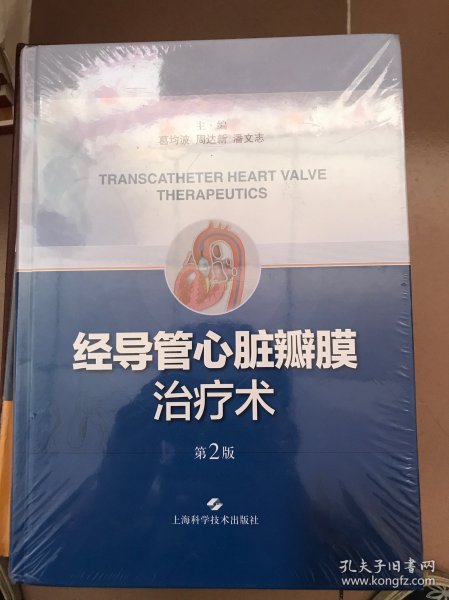 主·编
葛均波 周达新 潘文志
TRANSCATHETER HEART VALVE
THERAPEUTICS
经导管心脏瓣膜
治疗术
第2版
上海科学技术出版社
孔夫子旧书网
www.kongfz.com